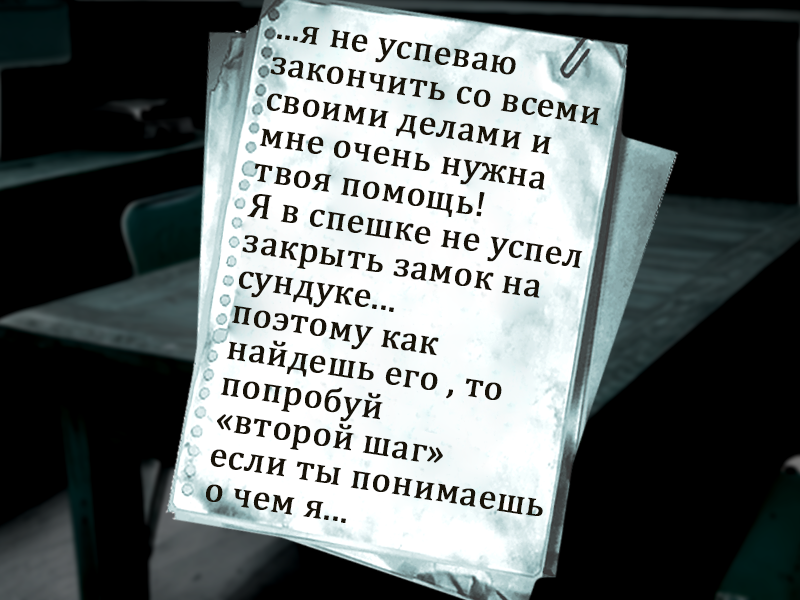 ...я не успеваю
закончить со всеми
своими делами и
мне очень нужна
твоя помощь!
Я в спешке не успел
закрыть замок на
сундуке...
поэтому как
найдешь его , то
попробуй
«второй шаг»
если ты понимаешь
о чем я...